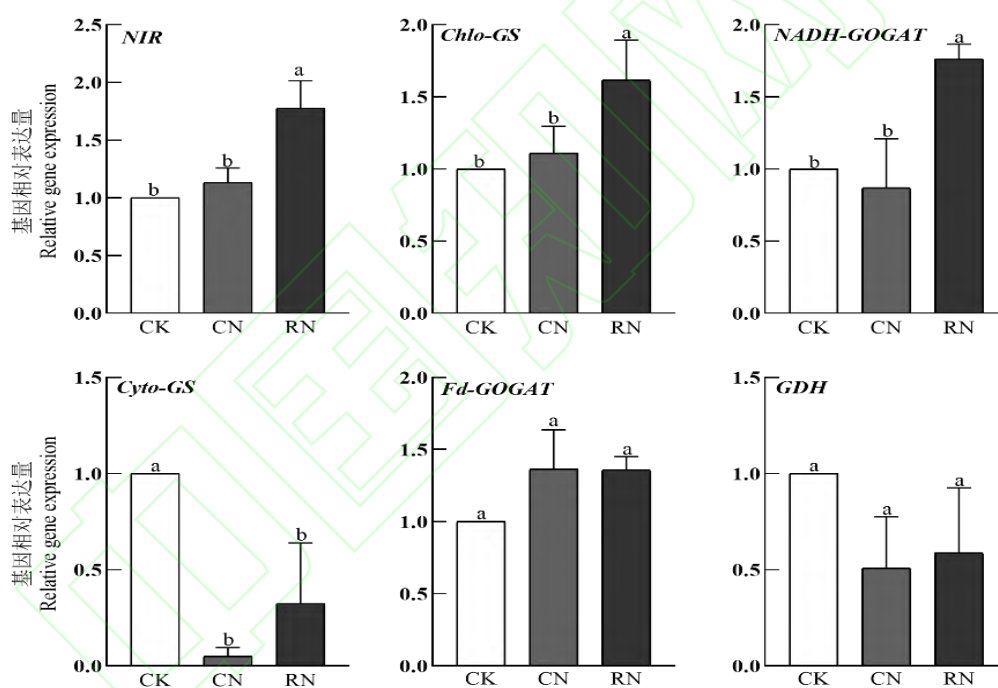 NIR
2.5
2.0
1.5
1.0
0.5
0.0
b
b
a
CK CN RN
基因相对表达量
Relative gene expression
Chlo-GS
2.0
1.5
1.0
0.5
0.0
b
b
a
CK CN RN
NADH-GOGAT
2.0
1.5
1.0
0.5
0.0
b
b
a
CK CN RN
Cyto-GS
1.5
1.0
0.5
0.0
a
b
b
CK CN RN
基因相对表达量
Relative gene expression
Fd-GOGAT
2.0
1.5
1.0
0.5
0.0
a
a
a
CK CN RN
GDH
1.5
1.0
0.5
0.0
a
a
a
CK CN RN